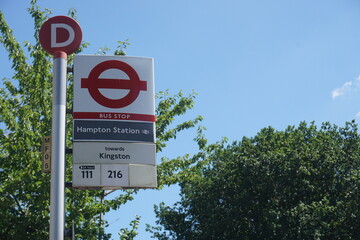 D
BUS STOP
Hampton Station
towards
Kingston
111 216